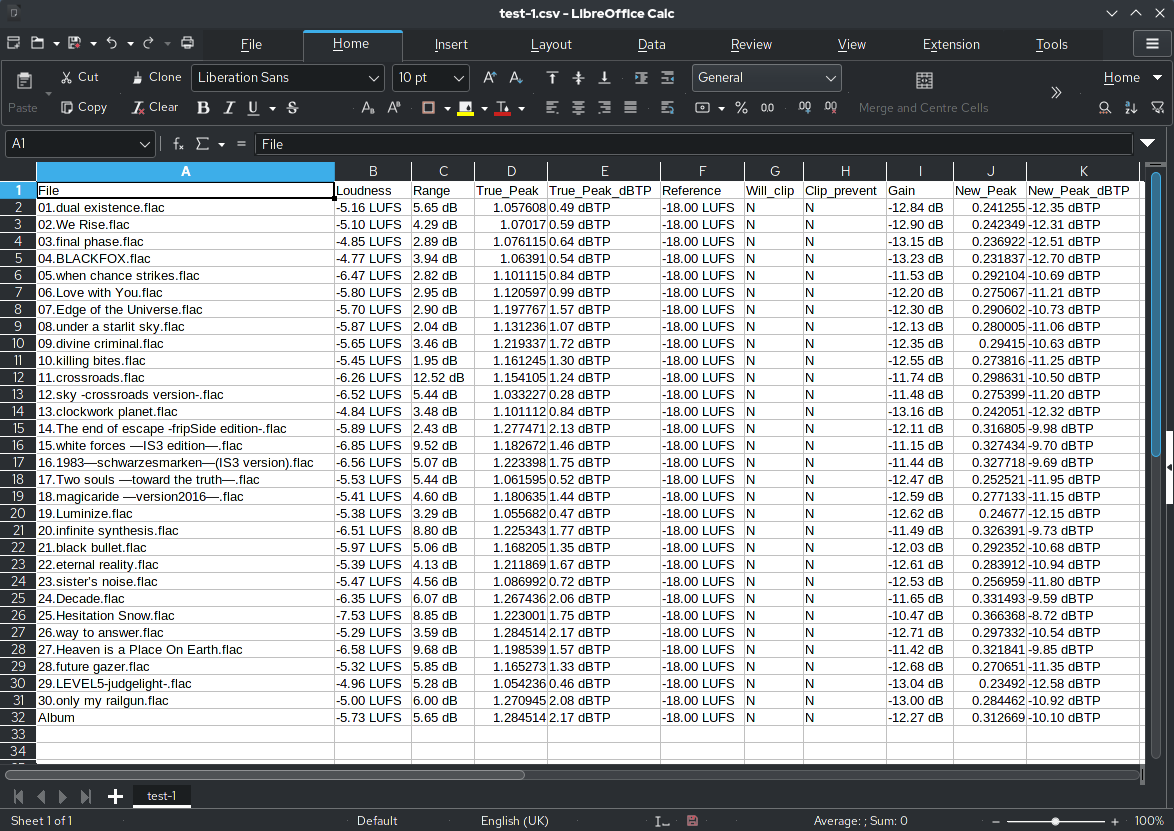 test-1.csv - LibreOffice Calc
File Home Insert Layout Data Review View Extension Tools
Paste Cut Clone Liberation Sans 10 pt General Home
Copy Clear B I U S % 0.0 Merge and Centre Cells
A1 = File
A B C D E F G H I J K
1 File Loudness Range True_Peak True_Peak_dBTP Reference Will_clip Clip_prevent Gain New_Peak New_Peak_dBTP
2 01.dual existence.flac -5.16 LUFS 5.65 dB 1.057608 0.49 dBTP -18.00 LUFS N N -12.84 dB 0.241255 -12.35 dBTP
3 02.We Rise.flac -5.10 LUFS 4.29 dB 1.07017 0.59 dBTP -18.00 LUFS N N -12.90 dB 0.242349 -12.31 dBTP
4 03.final phase.flac -4.85 LUFS 2.89 dB 1.076115 0.64 dBTP -18.00 LUFS N N -13.15 dB 0.236922 -12.51 dBTP
5 04.BLACKFOX.flac -4.77 LUFS 3.94 dB 1.06391 0.54 dBTP -18.00 LUFS N N -13.23 dB 0.231837 -12.70 dBTP
6 05.when chance strikes.flac -6.47 LUFS 2.82 dB 1.101115 0.84 dBTP -18.00 LUFS N N -11.53 dB 0.292104 -10.69 dBTP
7 06.Love with You.flac -5.80 LUFS 2.95 dB 1.120597 0.99 dBTP -18.00 LUFS N N -12.20 dB 0.275067 -11.21 dBTP
8 07.Edge of the Universe.flac -5.70 LUFS 2.90 dB 1.197767 1.57 dBTP -18.00 LUFS N N -12.30 dB 0.290602 -10.73 dBTP
9 08.under a starlit sky.flac -5.87 LUFS 2.04 dB 1.131236 1.07 dBTP -18.00 LUFS N N -12.13 dB 0.280005 -11.06 dBTP
10 09.divine criminal.flac -5.65 LUFS 3.46 dB 1.219337 1.72 dBTP -18.00 LUFS N N -12.35 dB 0.29415 -10.63 dBTP
11 10.killing bites.flac -5.45 LUFS 1.95 dB 1.161245 1.30 dBTP -18.00 LUFS N N -12.55 dB 0.273816 -11.25 dBTP
12 11.crossroads.flac -6.26 LUFS 12.52 dB 1.154105 1.24 dBTP -18.00 LUFS N N -11.74 dB 0.298631 -10.50 dBTP
13 12.sky -crossroads version-.flac -6.52 LUFS 5.44 dB 1.033227 0.28 dBTP -18.00 LUFS N N -11.48 dB 0.275399 -11.20 dBTP
14 13.clockwork planet.flac -4.84 LUFS 3.48 dB 1.101112 0.84 dBTP -18.00 LUFS N N -13.16 dB 0.242051 -12.32 dBTP
15 14.The end of escape -fripSide edition-.flac -5.89 LUFS 2.43 dB 1.277471 2.13 dBTP -18.00 LUFS N N -12.11 dB 0.316805 -9.98 dBTP
16 15.white forces —IS3 edition—.flac -6.85 LUFS 9.52 dB 1.182672 1.46 dBTP -18.00 LUFS N N -11.15 dB 0.327434 -9.70 dBTP
17 16.1983—schwarzesmarken—(IS3 version).flac -6.56 LUFS 5.07 dB 1.223398 1.75 dBTP -18.00 LUFS N N -11.44 dB 0.327718 -9.69 dBTP
18 17.Two souls —toward the truth—.flac -5.53 LUFS 5.44 dB 1.061595 0.52 dBTP -18.00 LUFS N N -12.47 dB 0.252521 -11.95 dBTP
19 18.magicaride —version2016—.flac -5.41 LUFS 4.60 dB 1.180635 1.44 dBTP -18.00 LUFS N N -12.59 dB 0.277133 -11.15 dBTP
20 19.Luminize.flac -5.38 LUFS 3.29 dB 1.055682 0.47 dBTP -18.00 LUFS N N -12.62 dB 0.24677 -12.15 dBTP
21 20.infinite synthesis.flac -6.51 LUFS 8.80 dB 1.225343 1.77 dBTP -18.00 LUFS N N -11.49 dB 0.326391 -9.73 dBTP
22 21.black bullet.flac -5.97 LUFS 5.06 dB 1.168205 1.35 dBTP -18.00 LUFS N N -12.03 dB 0.292352 -10.68 dBTP
23 22.eternal reality.flac -5.39 LUFS 4.13 dB 1.211869 1.67 dBTP -18.00 LUFS N N -12.61 dB 0.283912 -10.94 dBTP
24 23.sister's noise.flac -5.47 LUFS 4.56 dB 1.086992 0.72 dBTP -18.00 LUFS N N -12.53 dB 0.256959 -11.80 dBTP
25 24.Decade.flac -6.35 LUFS 6.07 dB 1.267436 2.06 dBTP -18.00 LUFS N N -11.65 dB 0.331493 -9.59 dBTP
26 25.Hesitation Snow.flac -7.53 LUFS 8.85 dB 1.223001 1.75 dBTP -18.00 LUFS N N -10.47 dB 0.366368 -8.72 dBTP
27 26.way to answer.flac -5.29 LUFS 3.59 dB 1.284514 2.17 dBTP -18.00 LUFS N N -12.71 dB 0.297332 -10.54 dBTP
28 27.Heaven is a Place On Earth.flac -6.58 LUFS 9.68 dB 1.198539 1.57 dBTP -18.00 LUFS N N -11.42 dB 0.321841 -9.85 dBTP
29 28.future gazer.flac -5.32 LUFS 5.85 dB 1.165273 1.33 dBTP -18.00 LUFS N N -12.68 dB 0.270651 -11.35 dBTP
30 29.LEVEL5-judgelight-.flac -4.96 LUFS 5.28 dB 1.054236 0.46 dBTP -18.00 LUFS N N -13.04 dB 0.23492 -12.58 dBTP
31 30.only my railgun.flac -5.00 LUFS 6.00 dB 1.270945 2.08 dBTP -18.00 LUFS N N -13.00 dB 0.284462 -10.92 dBTP
32 Album -5.73 LUFS 5.65 dB 1.284514 2.17 dBTP -18.00 LUFS N N -12.27 dB 0.312669 -10.10 dBTP
33
34
test-1
Sheet 1 of 1 Default English (UK) Average: ; Sum: 0 100%